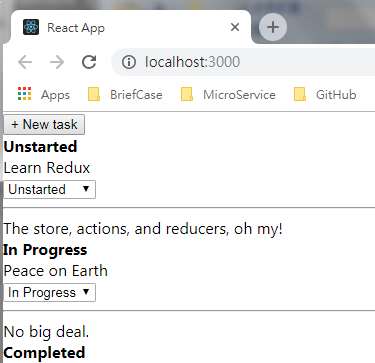 React App
localhost:3000
Apps BriefCase MicroService GitHub
+ New task
Unstarted
Learn Redux
Unstarted
The store, actions, and reducers, oh my!
In Progress
Peace on Earth
In Progress
No big deal.
Completed